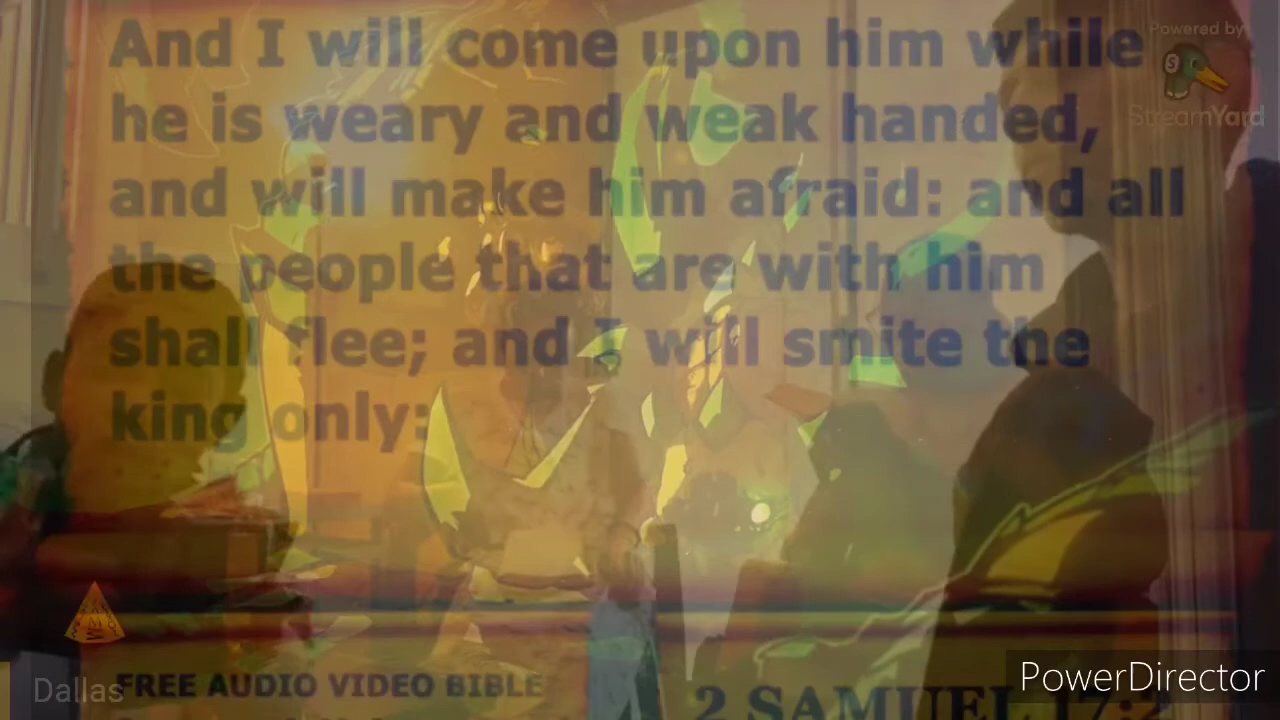 And I will come upon him while
he is weary and weak handed,
and will make him afraid: and all
the people that are with him
shall flee; and I will smite the
king only:
Powered by
StreamYard
Dallas
FREE AUDIO VIDEO BIBLE
2 SAMUEL 17:2
PowerDirector